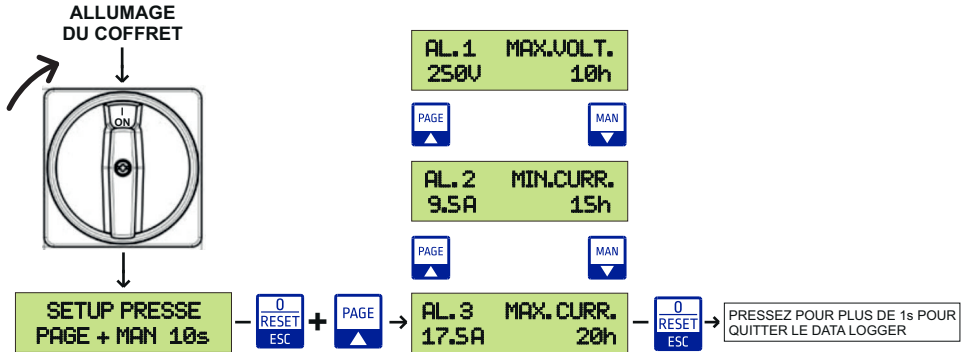 ALLUMAGE
DU COFFRET
I
ON
SETUP PRESSE
PAGE + MAN 10s
0
RESET
ESC
+
PAGE
AL.1 MAX.VOLT.
250V 10h
PAGE
MAN
AL.2 MIN.CURR.
9.5A 15h
PAGE
MAN
AL.3 MAX.CURR.
17.5A 20h
0
RESET
ESC
PRESSEZ POUR PLUS DE 1s POUR
QUITTER LE DATA LOGGER